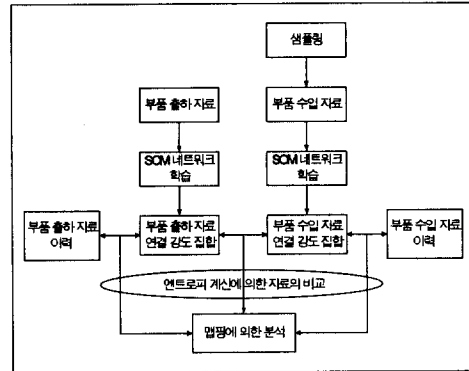 샘플링
부품 출하 자료
부품 수입 자료
SOM 네트워크
학습
SOM 네트워크
학습
부품 출하 자료
이력
부품 출하 자료
연결 강도 집합
부품 수입 자료
연결 강도 집합
부품 수입 자료
이력
엔트로피 계산에 의한 자료의 비교
맵핑에 의한 분석